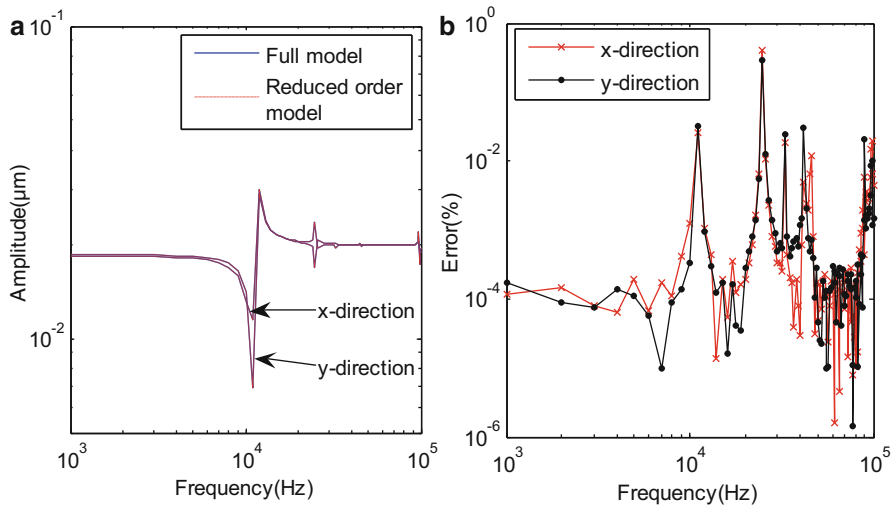 a
10^-1
Full model
Reduced order
model
Amplitude(μm)
10^-2
x-direction
y-direction
10^3
10^4
10^5
Frequency(Hz)
b
10^0
x-direction
y-direction
10^-2
Error(%)
10^-4
10^-6
10^3
10^4
10^5
Frequency(Hz)